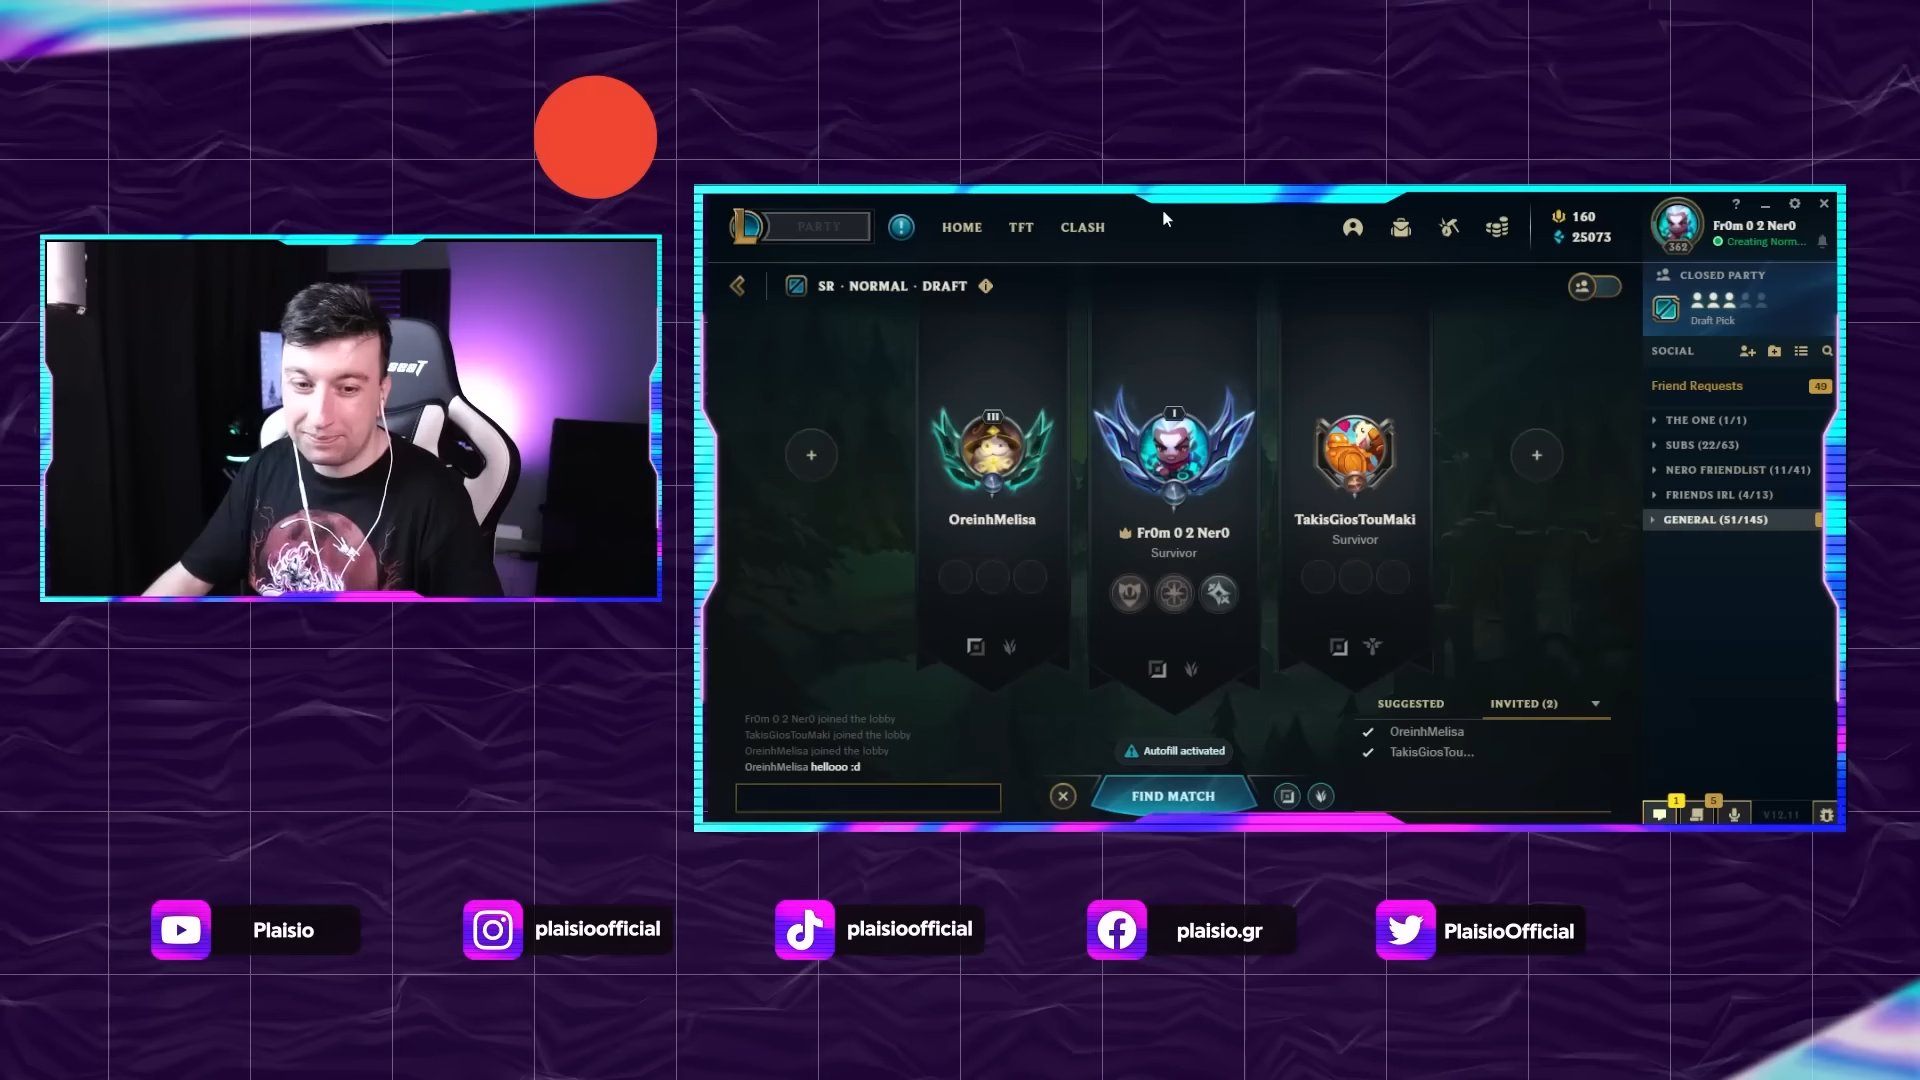 PARTY
HOME
TFT
CLASH
160
25073
362
Fr0m 0 2 Ner0
Creating Norm...
SR · NORMAL · DRAFT
CLOSED PARTY
Draft Pick
SOCIAL
Friend Requests
49
THE ONE (1/1)
SUBS (22/63)
NERO FRIENDLIST (11/41)
FRIENDS IRL (4/13)
GENERAL (51/145)
III
I
OreinhMelisa
Fr0m 0 2 Ner0
Survivor
TakisGiosTouMaki
Survivor
Fr0m 0 2 Ner0 joined the lobby
TakisGiosTouMaki joined the lobby
OreinhMelisa joined the lobby
OreinhMelisa hellooo :d
Autofill activated
FIND MATCH
SUGGESTED
INVITED (2)
OreinhMelisa
TakisGiosTou...
1
5
V12.11
Plaisio
plaisioofficial
plaisioofficial
plaisio.gr
PlaisioOfficial